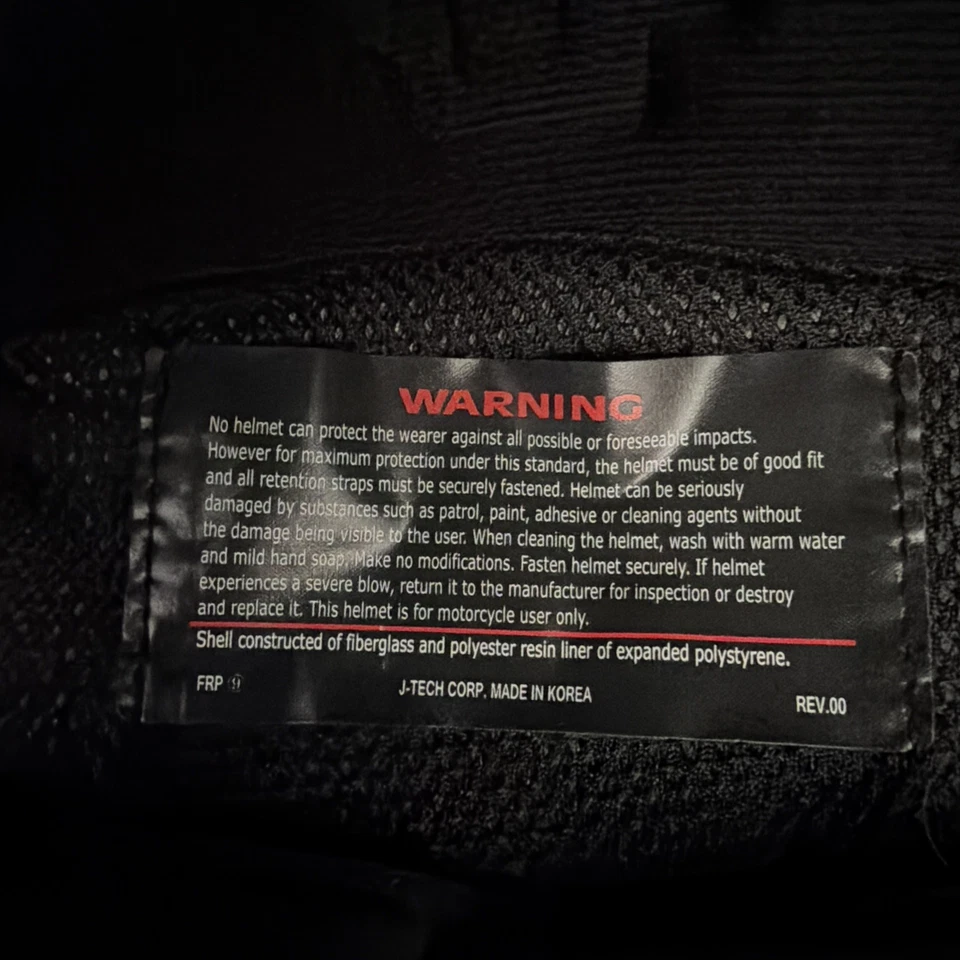 WARNING
No helmet can protect the wearer against all possible or foreseeable impacts.
However for maximum protection under this standard, the helmet must be of good fit
and all retention straps must be securely fastened. Helmet can be seriously
damaged by substances such as patrol, paint, adhesive or cleaning agents without
the damage being visible to the user. When cleaning the helmet, wash with warm water
and mild hand soap. Make no modifications. Fasten helmet securely. If helmet
experiences a severe blow, return it to the manufacturer for inspection or destroy
and replace it. This helmet is for motorcycle user only.
Shell constructed of fiberglass and polyester resin liner of expanded polystyrene.
FRP ⑨ J-TECH CORP. MADE IN KOREA REV.00